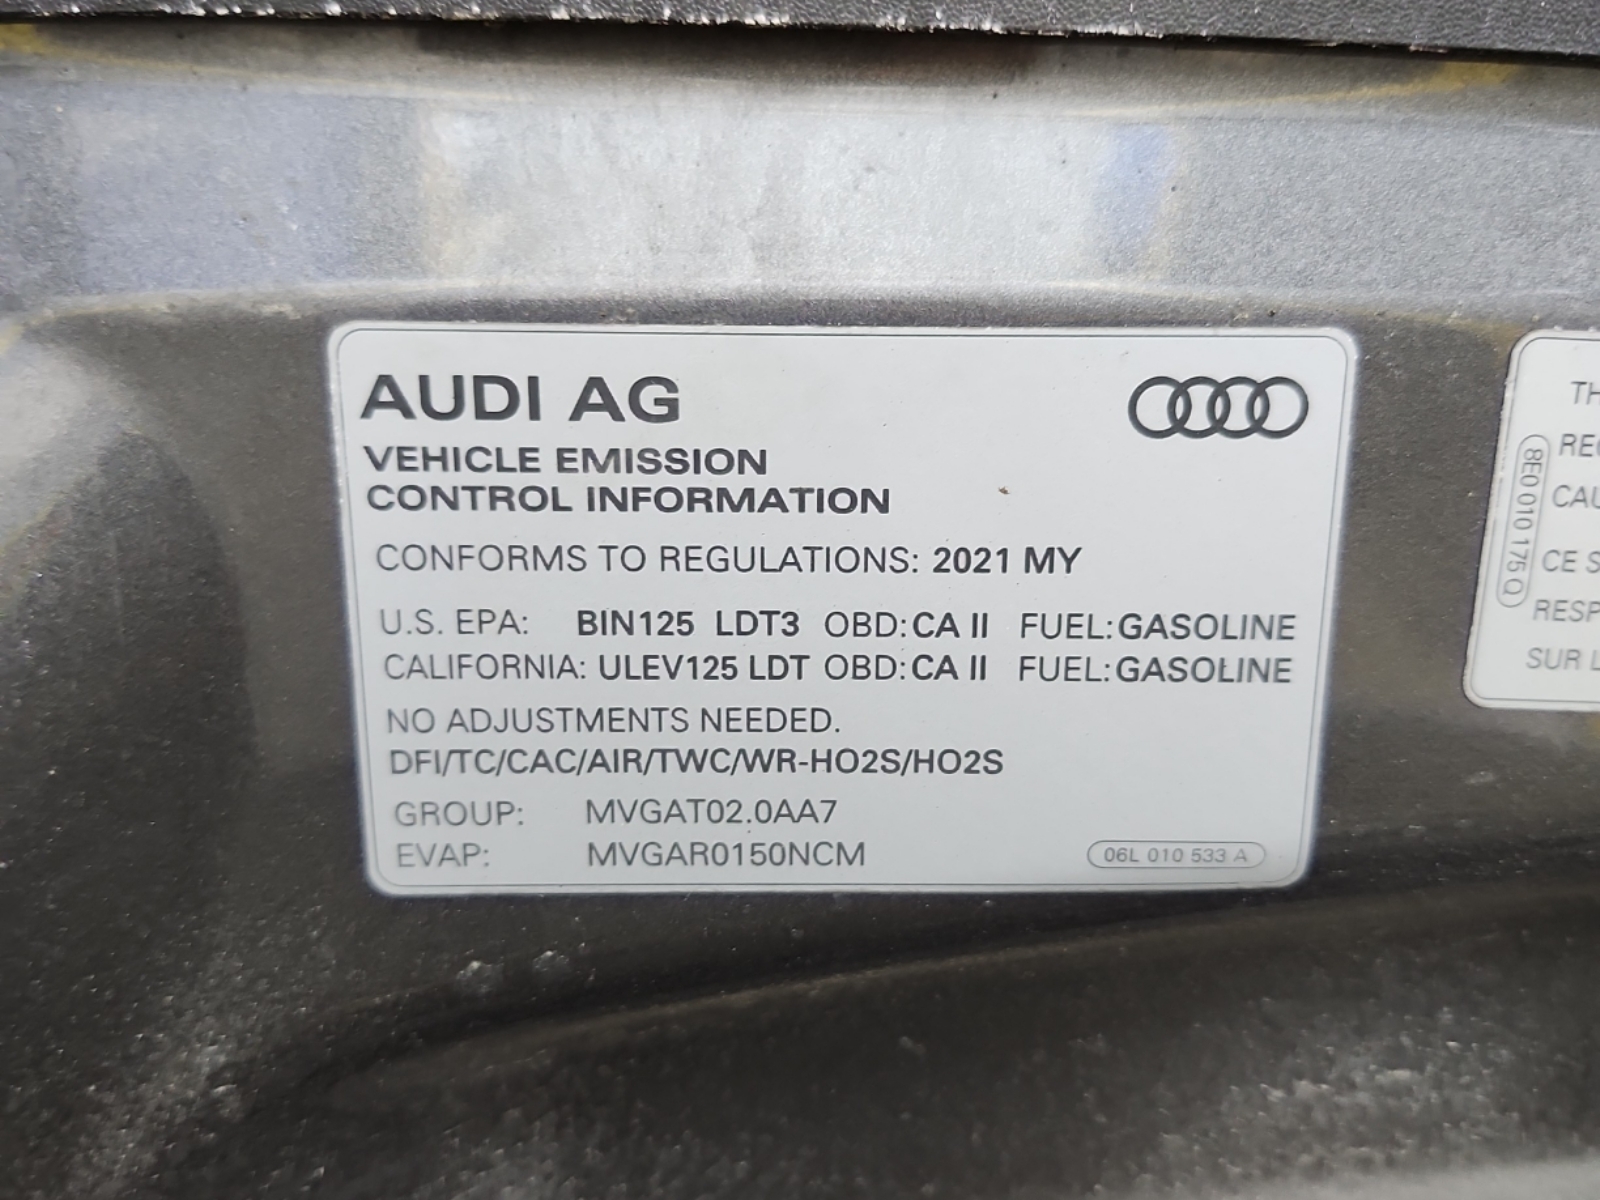 AUDI AG
VEHICLE EMISSION
CONTROL INFORMATION
CONFORMS TO REGULATIONS: 2021 MY
U.S. EPA: BIN125 LDT3 OBD:CA II FUEL:GASOLINE
CALIFORNIA: ULEV125 LDT OBD:CA II FUEL:GASOLINE
NO ADJUSTMENTS NEEDED.
DFI/TC/CAC/AIR/TWC/WR-HO2S/HO2S
GROUP: MVGAT02.0AA7
EVAP: MVGAR0150NCM
06L 010 533 A
8E0 010 175 Q
CE
SUR